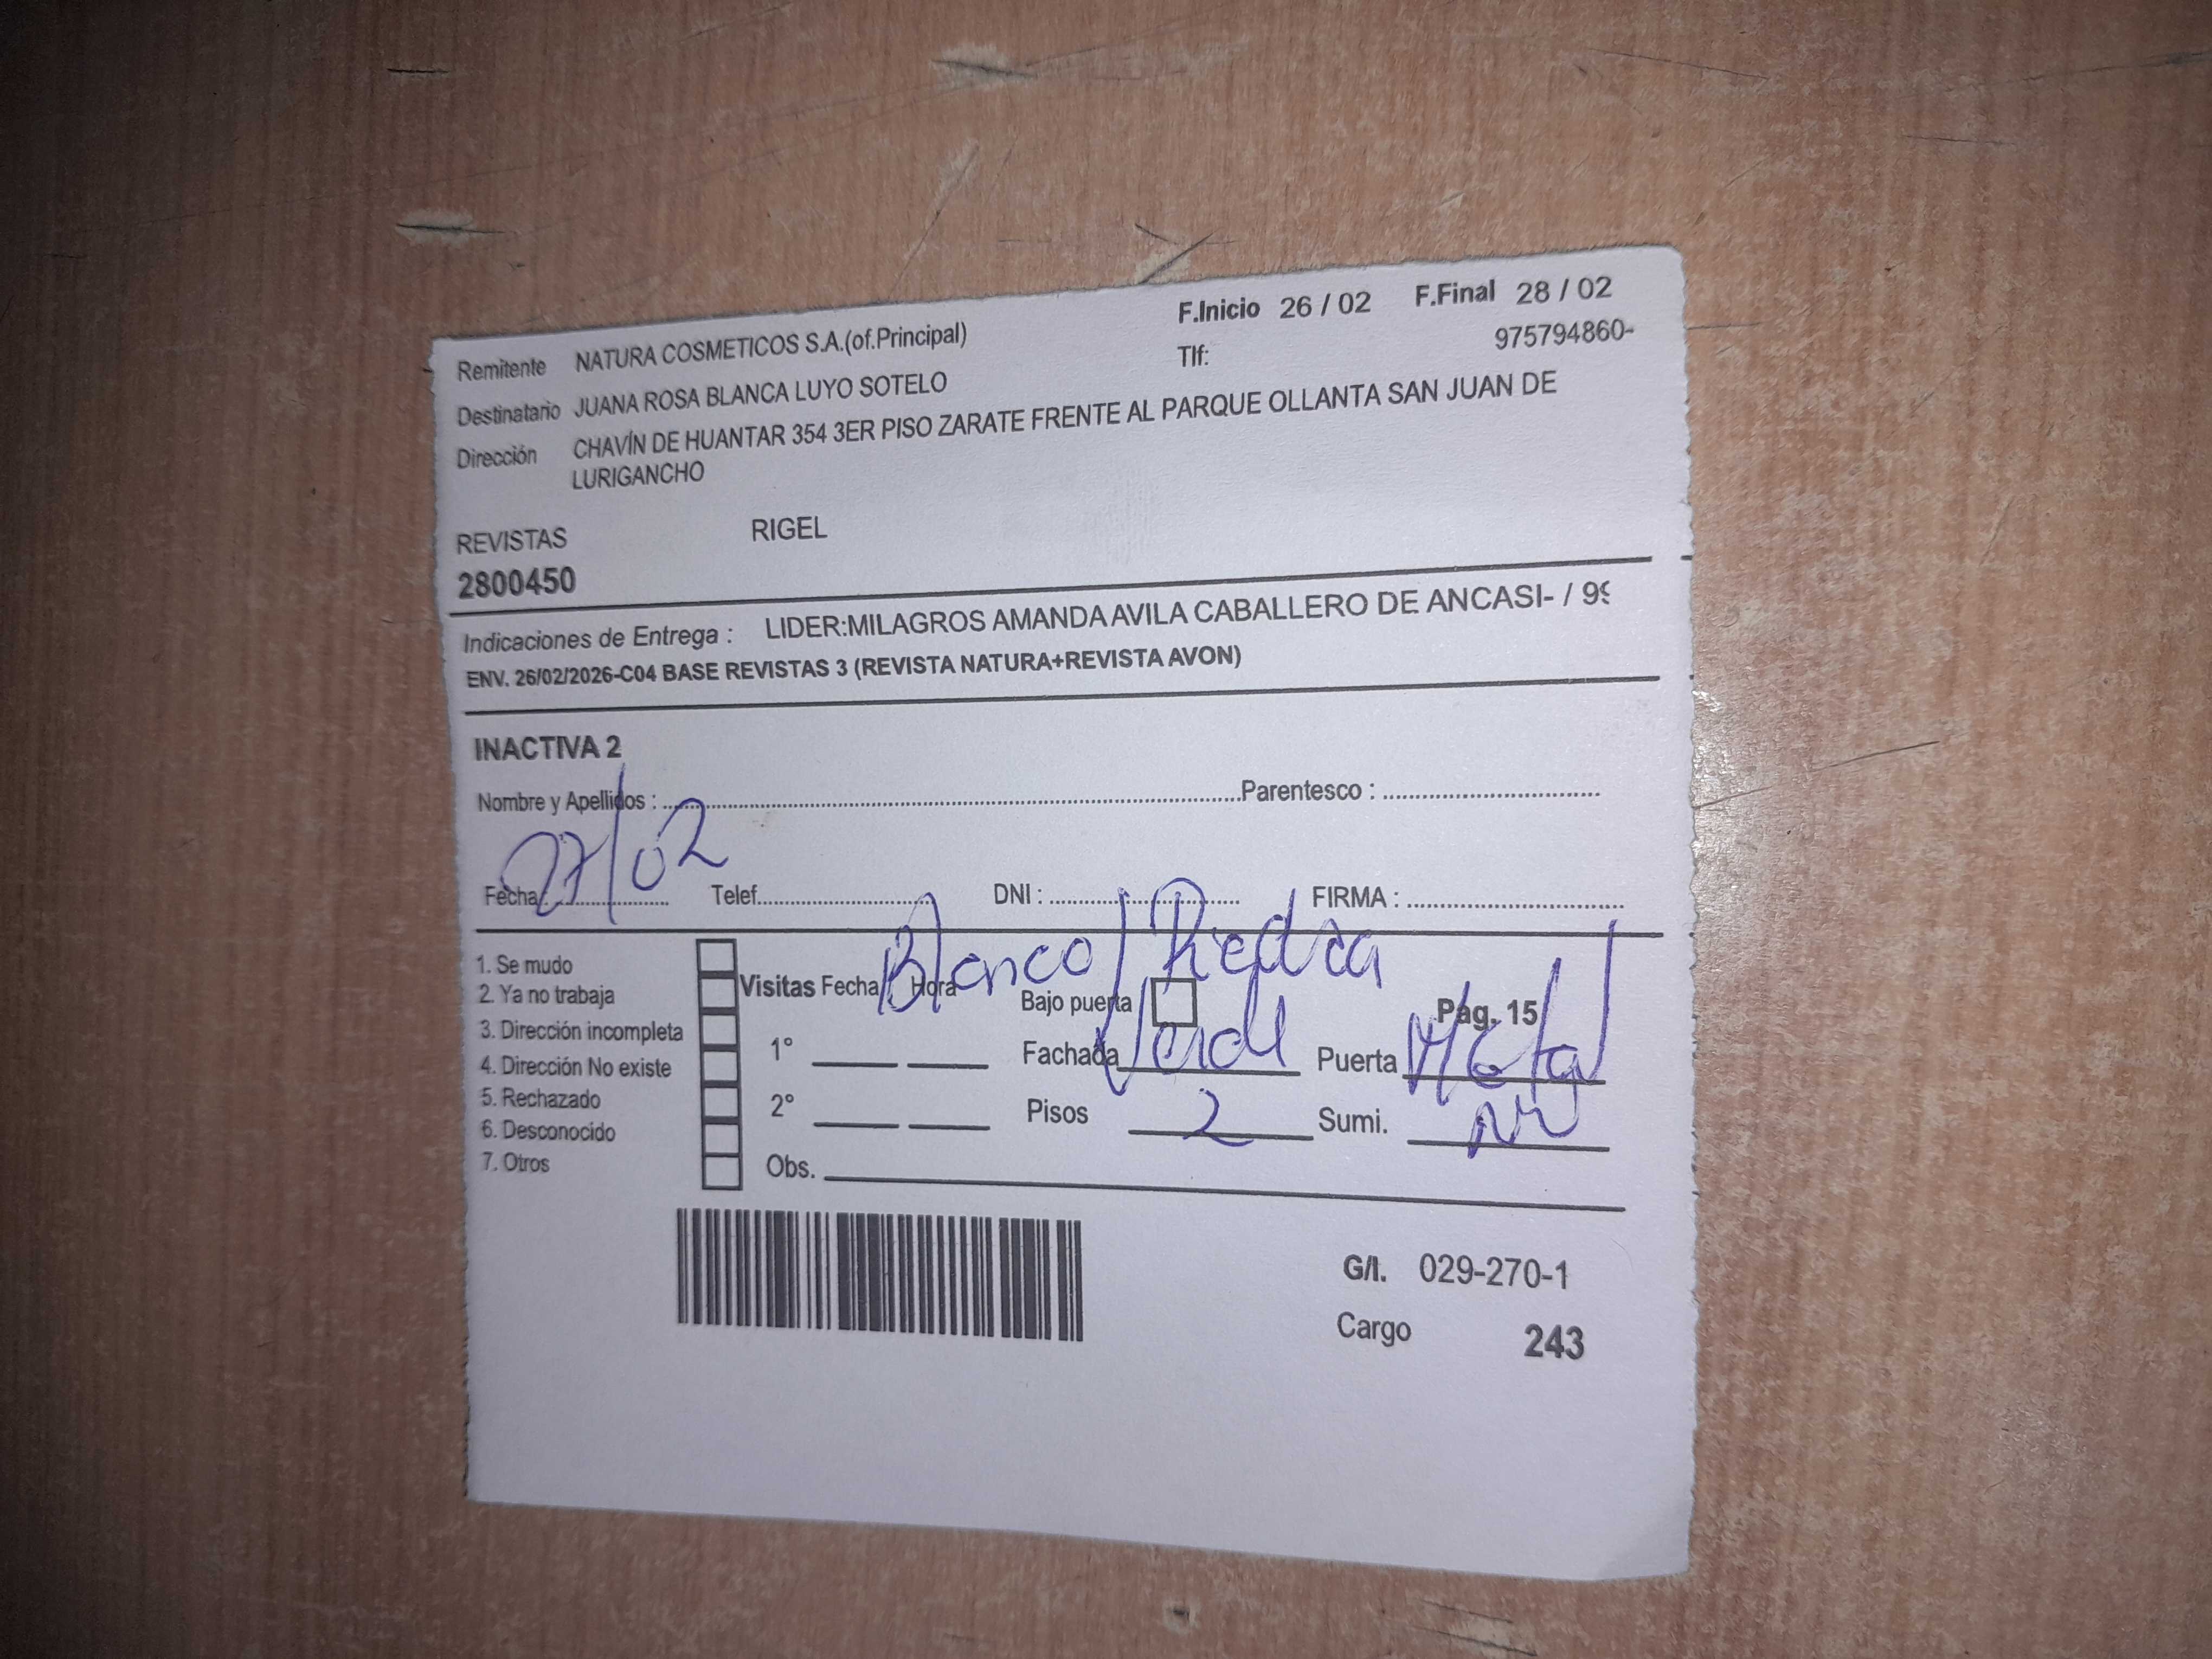 F.Inicio 26 / 02 F.Final 28 / 02
Remitente NATURA COSMETICOS S.A.(of.Principal) Tlf: 975794860-
Destinatario JUANA ROSA BLANCA LUYO SOTELO
Dirección CHAVÍN DE HUANTAR 354 3ER PISO ZARATE FRENTE AL PARQUE OLLANTA SAN JUAN DE
LURIGANCHO
REVISTAS RIGEL
2800450
Indicaciones de Entrega : LIDER:MILAGROS AMANDA AVILA CABALLERO DE ANCASI- / 99
ENV. 26/02/2026-C04 BASE REVISTAS 3 (REVISTA NATURA+REVISTA AVON)
INACTIVA 2
Nombre y Apellidos : Parentesco :
Fecha : 27/02 Telef. DNI : FIRMA :
Blanco/Piedra
1. Se mudo
2. Ya no trabaja
3. Dirección incompleta
4. Dirección No existe
5. Rechazado
6. Desconocido
7. Otros
Visitas Fecha Hora Bajo puerta Pág. 15
1° Fachada Verde Puerta Metal
2° Pisos 2 Sumi.
Obs.
G/I. 029-270-1
Cargo 243